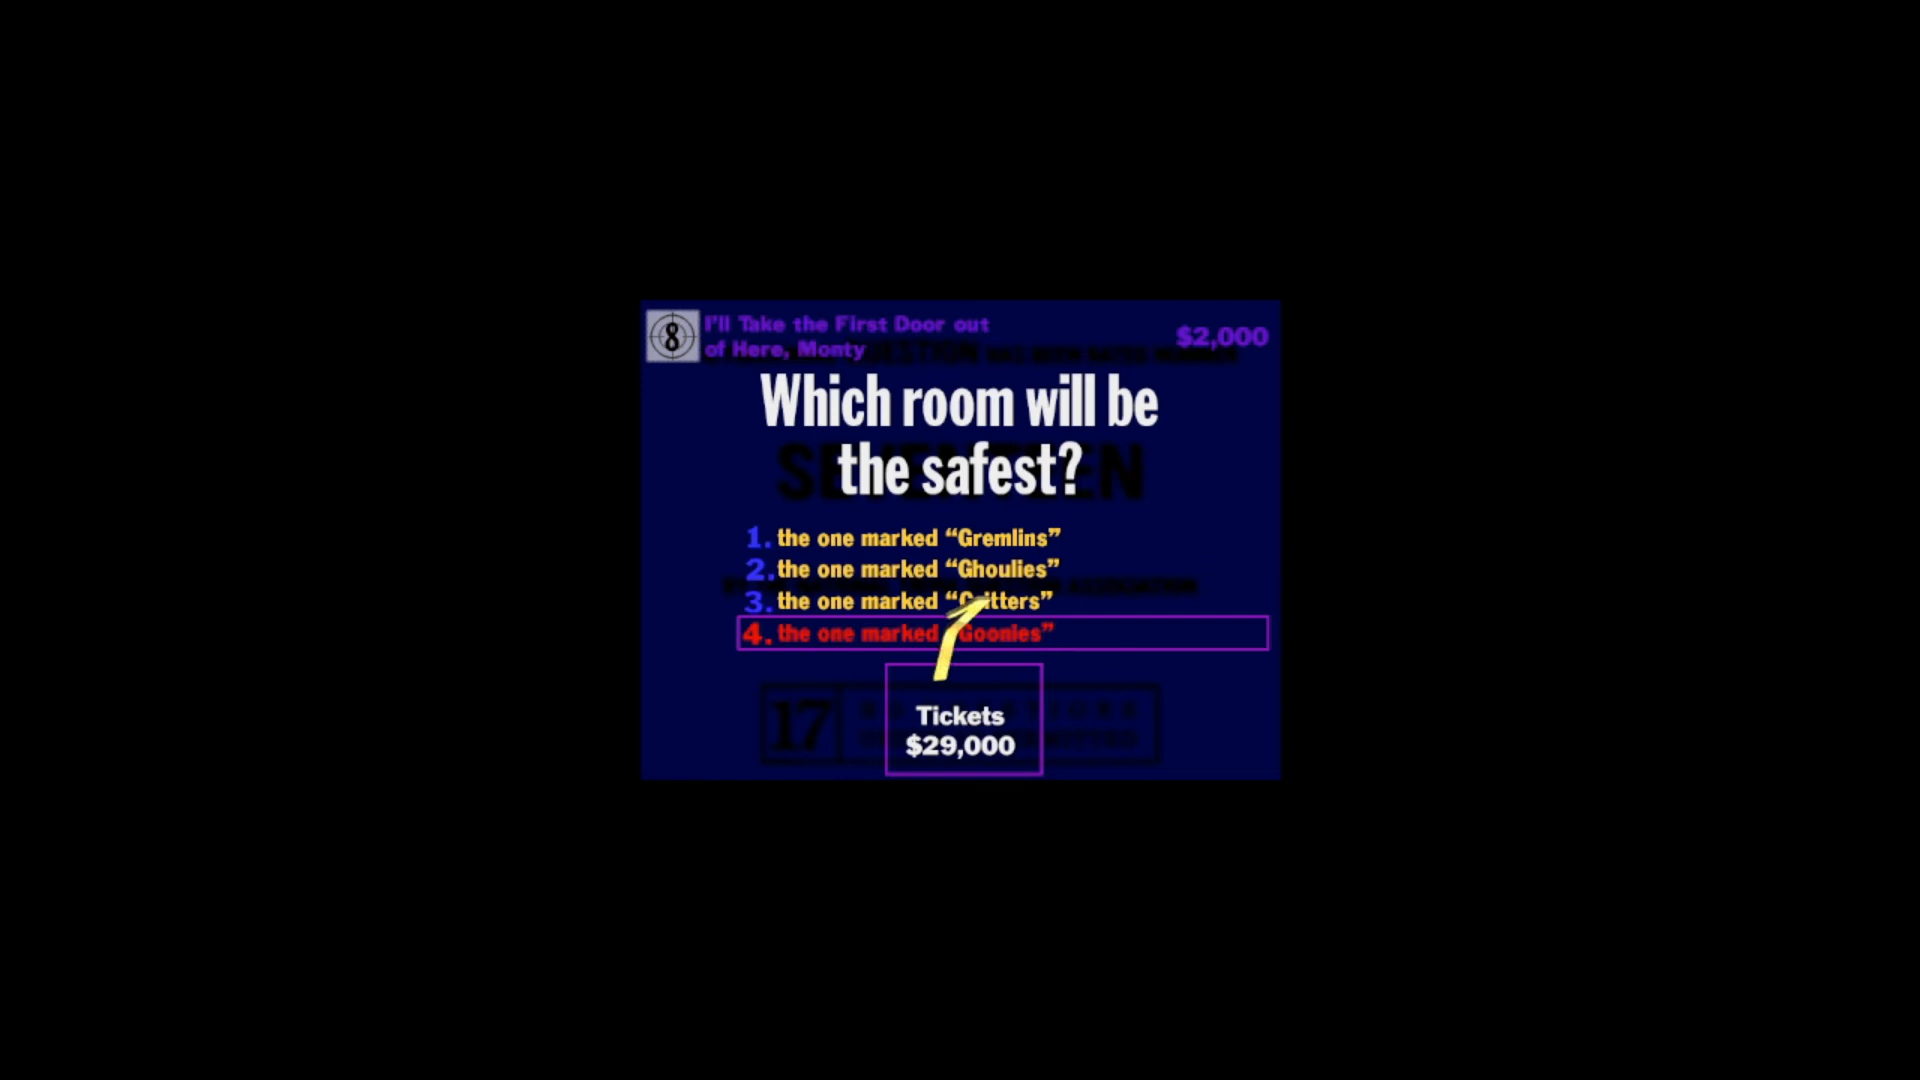 8
I'll Take the First Door out
of Here, Monty
$2,000
Which room will be
the safest?
SEVENTEEN
1. the one marked “Gremlins”
2. the one marked “Ghoulies”
3. the one marked “Critters”
4. the one marked “Goonies”
17
Tickets
$29,000